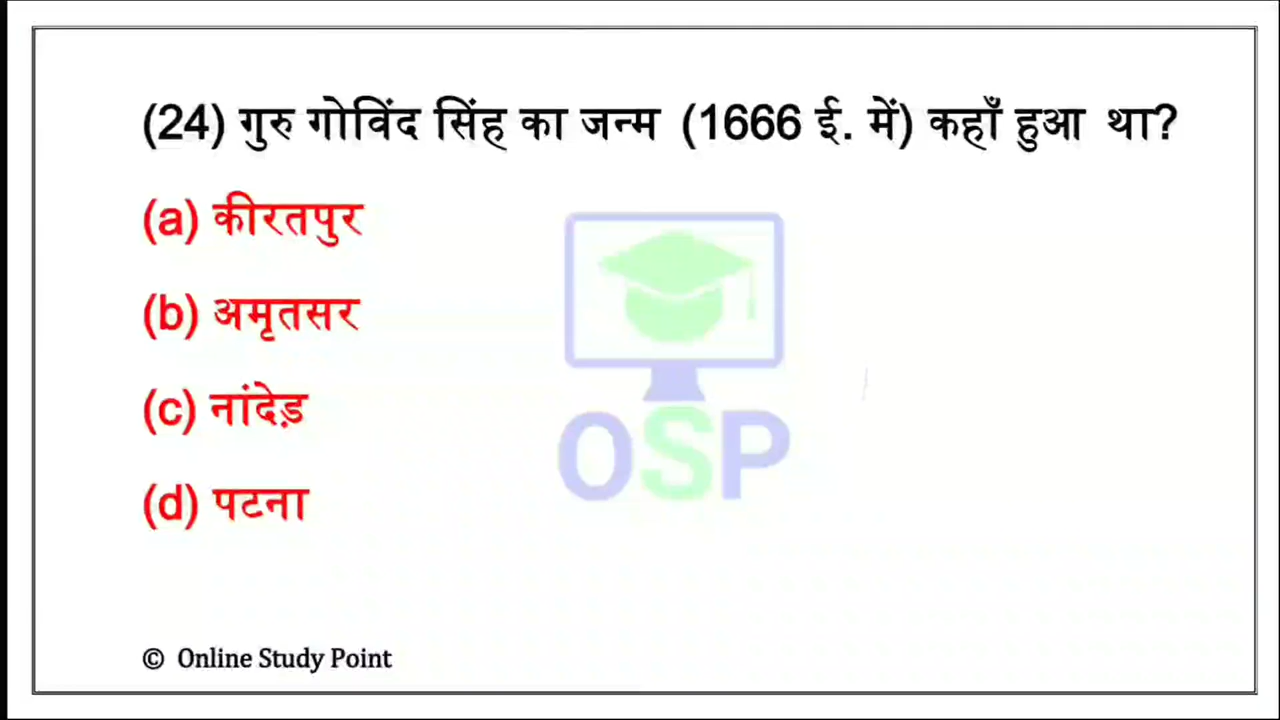 (24) गुरु गोविंद सिंह का जन्म (1666 ई. में) कहाँ हुआ था?
(a) कीरतपुर
(b) अमृतसर
(c) नांदेड़
(d) पटना
OSP
© Online Study Point